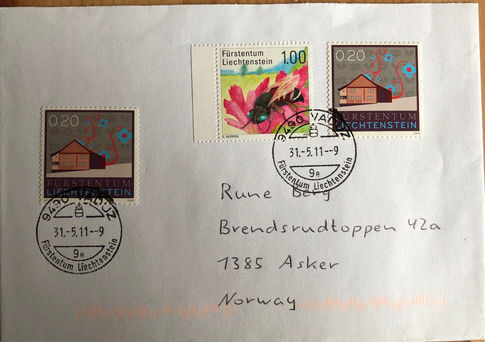 Fürstentum
Liechtenstein
1.00
0.20
FÜRSTENTUM
LIECHTENSTEIN
0.20
FÜRSTENTUM
LIECHTENSTEIN
9490 VADUZ
31.-5.11--9
9e
Fürstentum Liechtenstein
9490 VADUZ
31.-5.11--9
9e
Fürstentum Liechtenstein
Rune Berg
Brendsrudtoppen 42a
1385 Asker
Norway